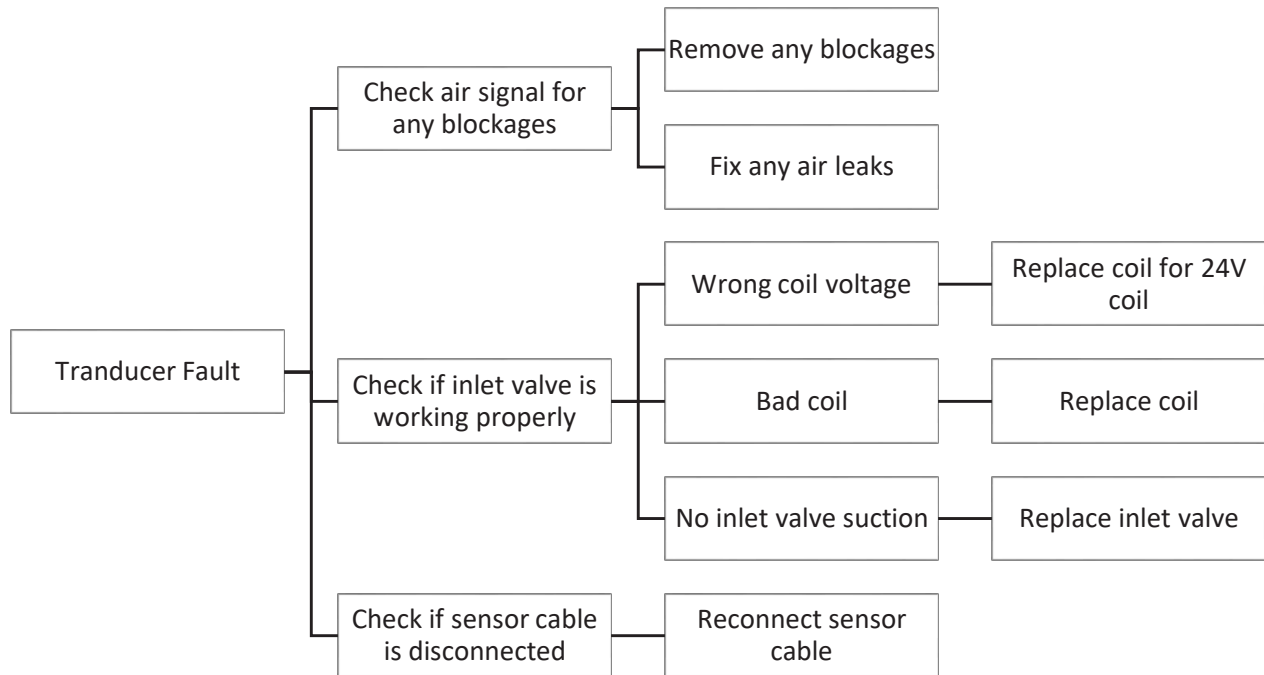 Tranducer Fault
Check air signal for
any blockages
Remove any blockages
Fix any air leaks
Check if inlet valve is
working properly
Wrong coil voltage
Replace coil for 24V
coil
Bad coil
Replace coil
No inlet valve suction
Replace inlet valve
Check if sensor cable
is disconnected
Reconnect sensor
cable